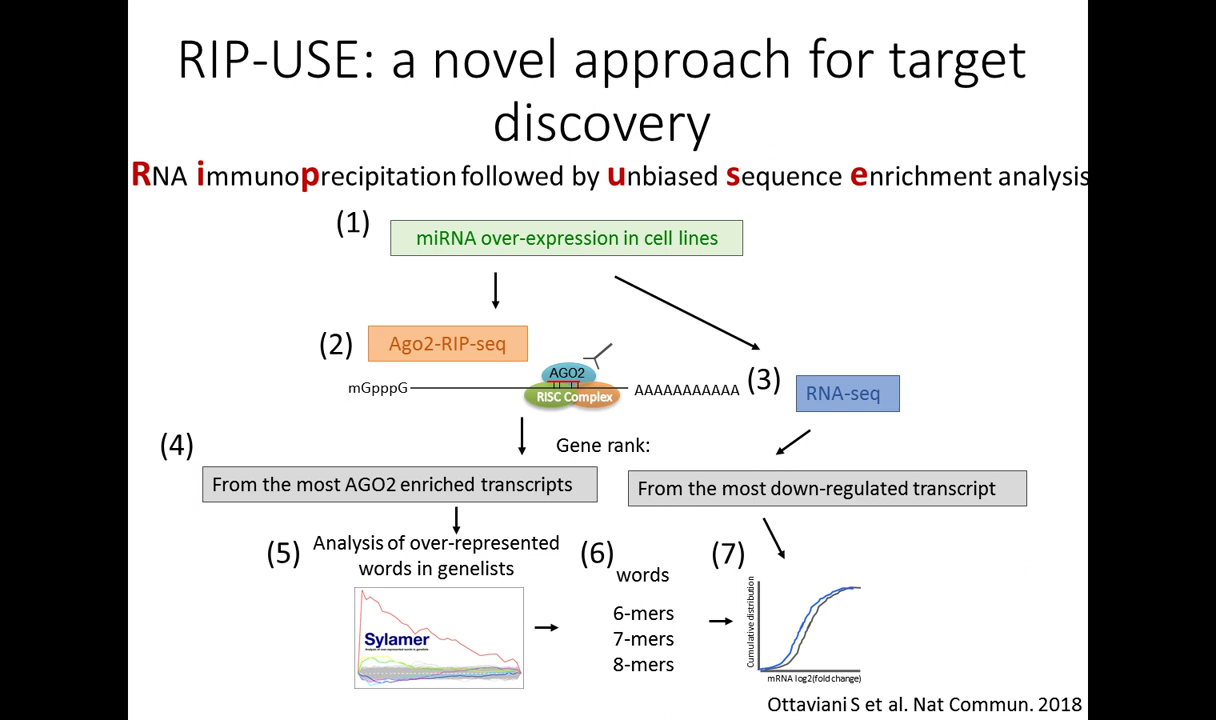 RIP-USE: a novel approach for target
discovery
RNA immunoprecipitation followed by unbiased sequence enrichment analysis
(1)
miRNA over-expression in cell lines
(2)
Ago2-RIP-seq
AGO2
mGpppG
RISC Complex
AAAAAAAAAAA
(3)
RNA-seq
(4)
Gene rank:
From the most AGO2 enriched transcripts
From the most down-regulated transcript
(5)
Analysis of over-represented
words in genelists
Sylamer
(6)
words
6-mers
7-mers
8-mers
(7)
Cumulative distribution
mRNA log2(fold change)
Ottaviani S et al. Nat Commun. 2018